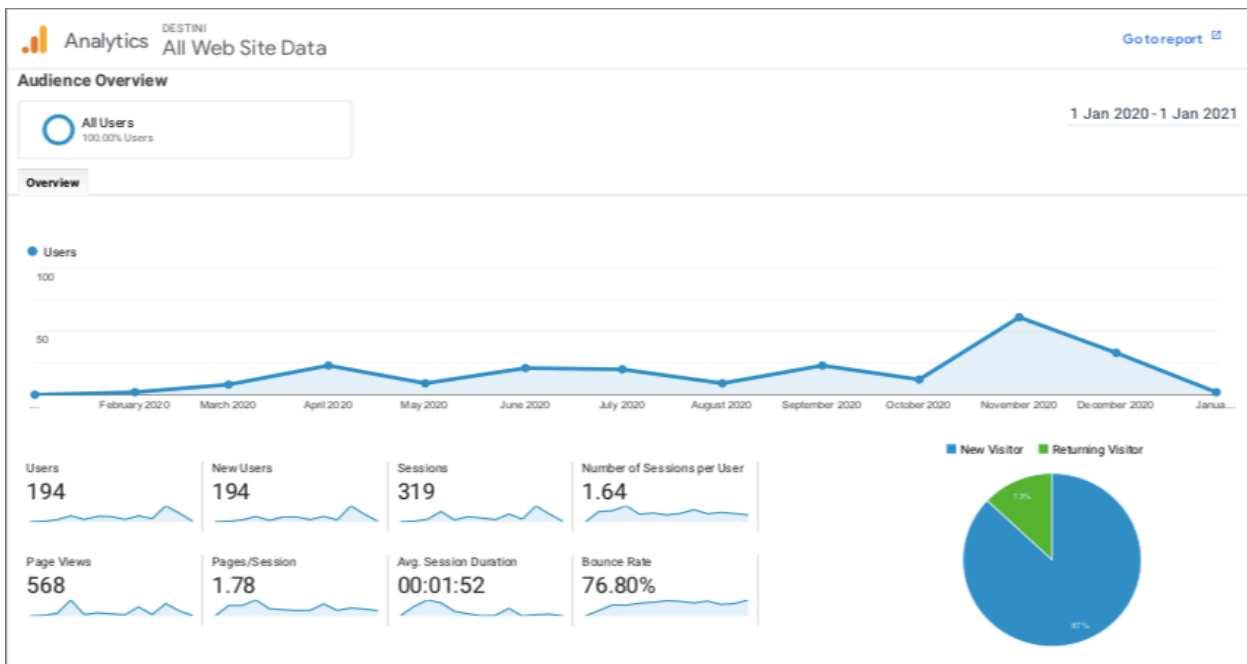 DESTINI
Analytics All Web Site Data
Go to report
Audience Overview
All Users
100.00% Users
1 Jan 2020 - 1 Jan 2021
Overview
Users
100
50
... February 2020 March 2020 April 2020 May 2020 June 2020 July 2020 August 2020 September 2020 October 2020 November 2020 December 2020 Janua...
New Visitor Returning Visitor
Users New Users Sessions Number of Sessions per User
194 194 319 1.64
Page Views Pages/Session Avg. Session Duration Bounce Rate
568 1.78 00:01:52 76.80%
13%
87%